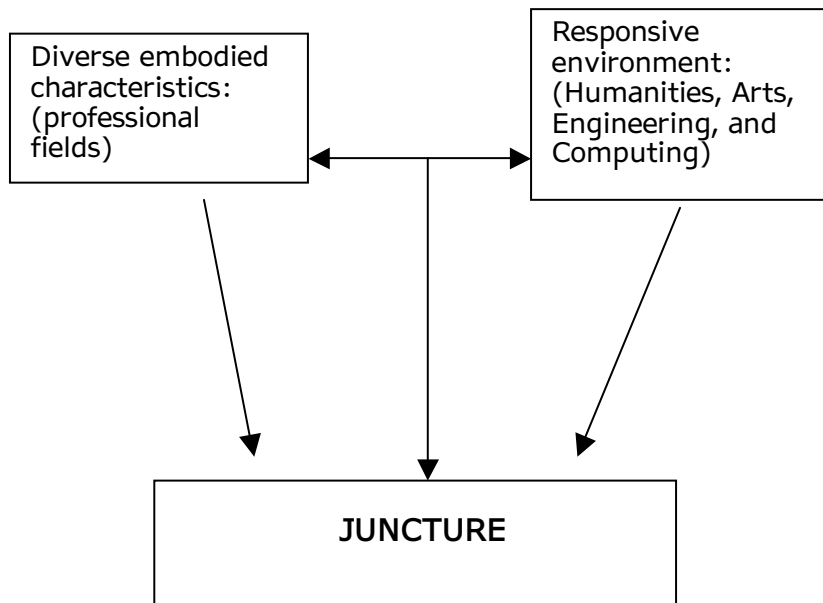 Diverse embodied
characteristics:
(professional
fields)
Responsive
environment:
(Humanities, Arts,
Engineering, and
Computing)
JUNCTURE